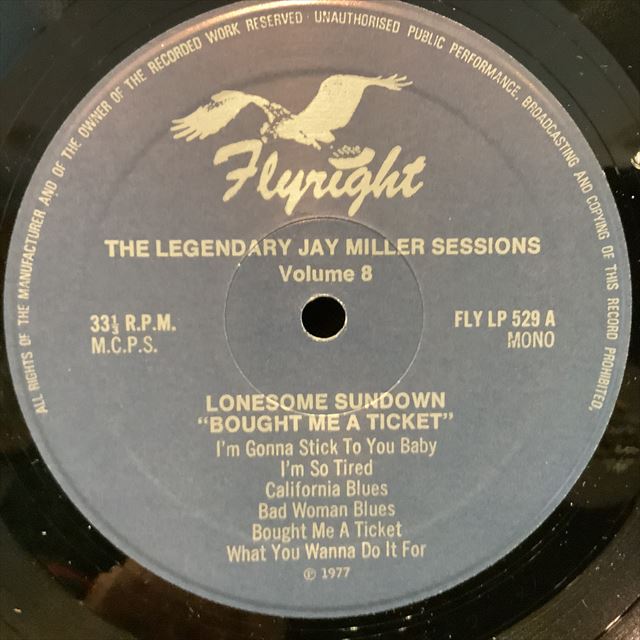 ALL RIGHTS OF THE MANUFACTURER AND OF THE OWNER OF THE RECORDED WORK RESERVED. UNAUTHORISED PUBLIC PERFORMANCE, BROADCASTING AND COPYING OF THIS RECORD PROHIBITED.
Flyright
THE LEGENDARY JAY MILLER SESSIONS
Volume 8
33⅓ R.P.M.
M.C.P.S.
FLY LP 529 A
MONO
LONESOME SUNDOWN
"BOUGHT ME A TICKET"
I'm Gonna Stick To You Baby
I'm So Tired
California Blues
Bad Woman Blues
Bought Me A Ticket
What You Wanna Do It For
℗ 1977